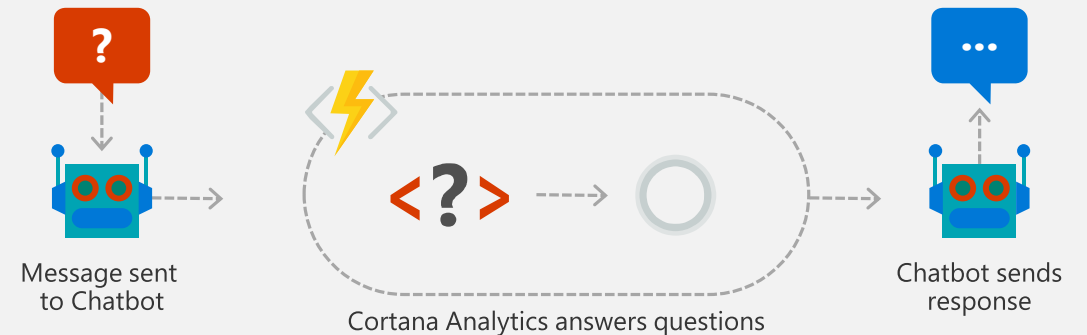 ?
...
<?>
Message sent
to Chatbot
Cortana Analytics answers questions
Chatbot sends
response